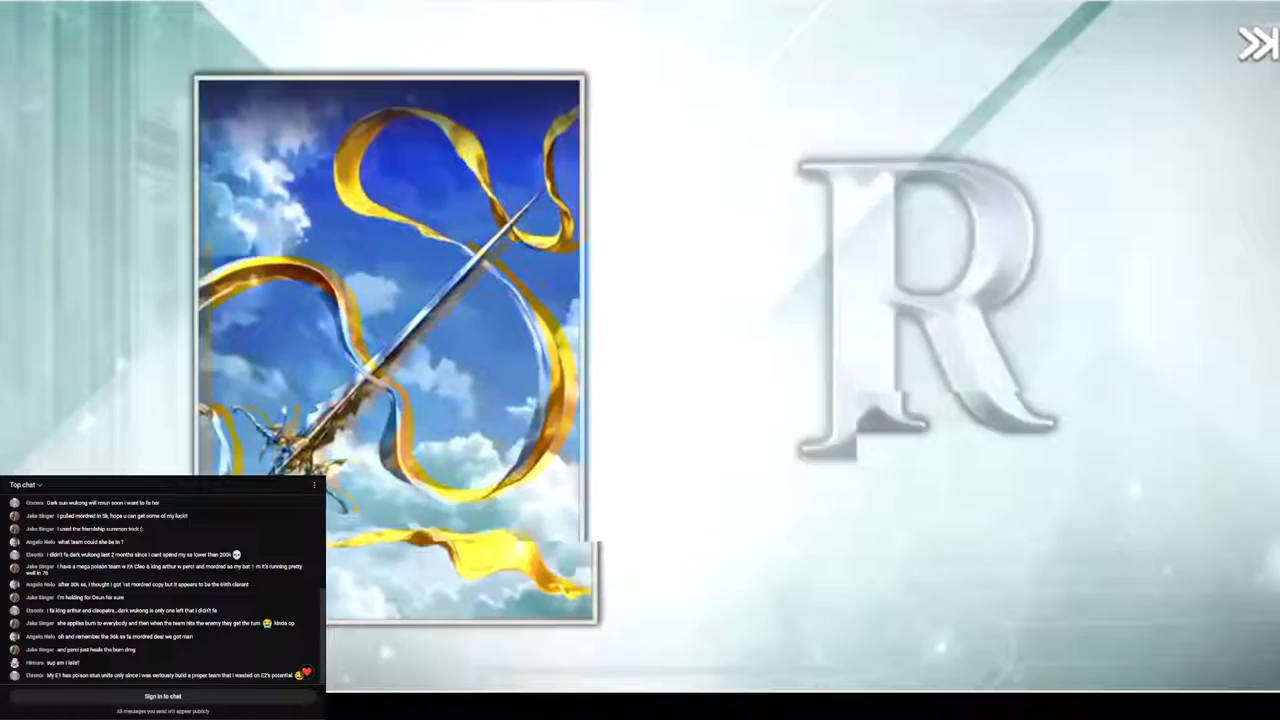 R
Top chat
Etsonix Dark sun wukong will rerun soon i want to fa her
Jake Singer I pulled mordred in 5k, hope u can get some of my luck!!
Jake Singer I used the friendship summon trick (:
Angelo Nelo what team could she be in ?
Etsonix i didn't fa dark wukong last 2 months since i cant spend my ss lower than 200k
Jake Singer I have a mega poison team w FA Cleo & king arthur w perci and mordred as my bat
well in 76
Angelo Nelo after 80k ss, I thought I got 1st mordred copy but it appears to be the 69th clarent
Jake Singer I'm holding for Dsun for sure
Etsonix I fa king arthur and cleopatra...dark wukong is only one left that I didn't fa
Jake Singer she applies burn to everybody and then when the team hits the enemy they get the turn kinda op
Angelo Nelo oh and remember the 36k ss fa mordred deal we got man
Jake Singer and perci just heals the burn dmg
sup am i late?
Etsonix My E1 has poison stun units only since I was seriously build a proper team that I wasted on E2's potential
Sign in to chat
All messages you send will appear publicly